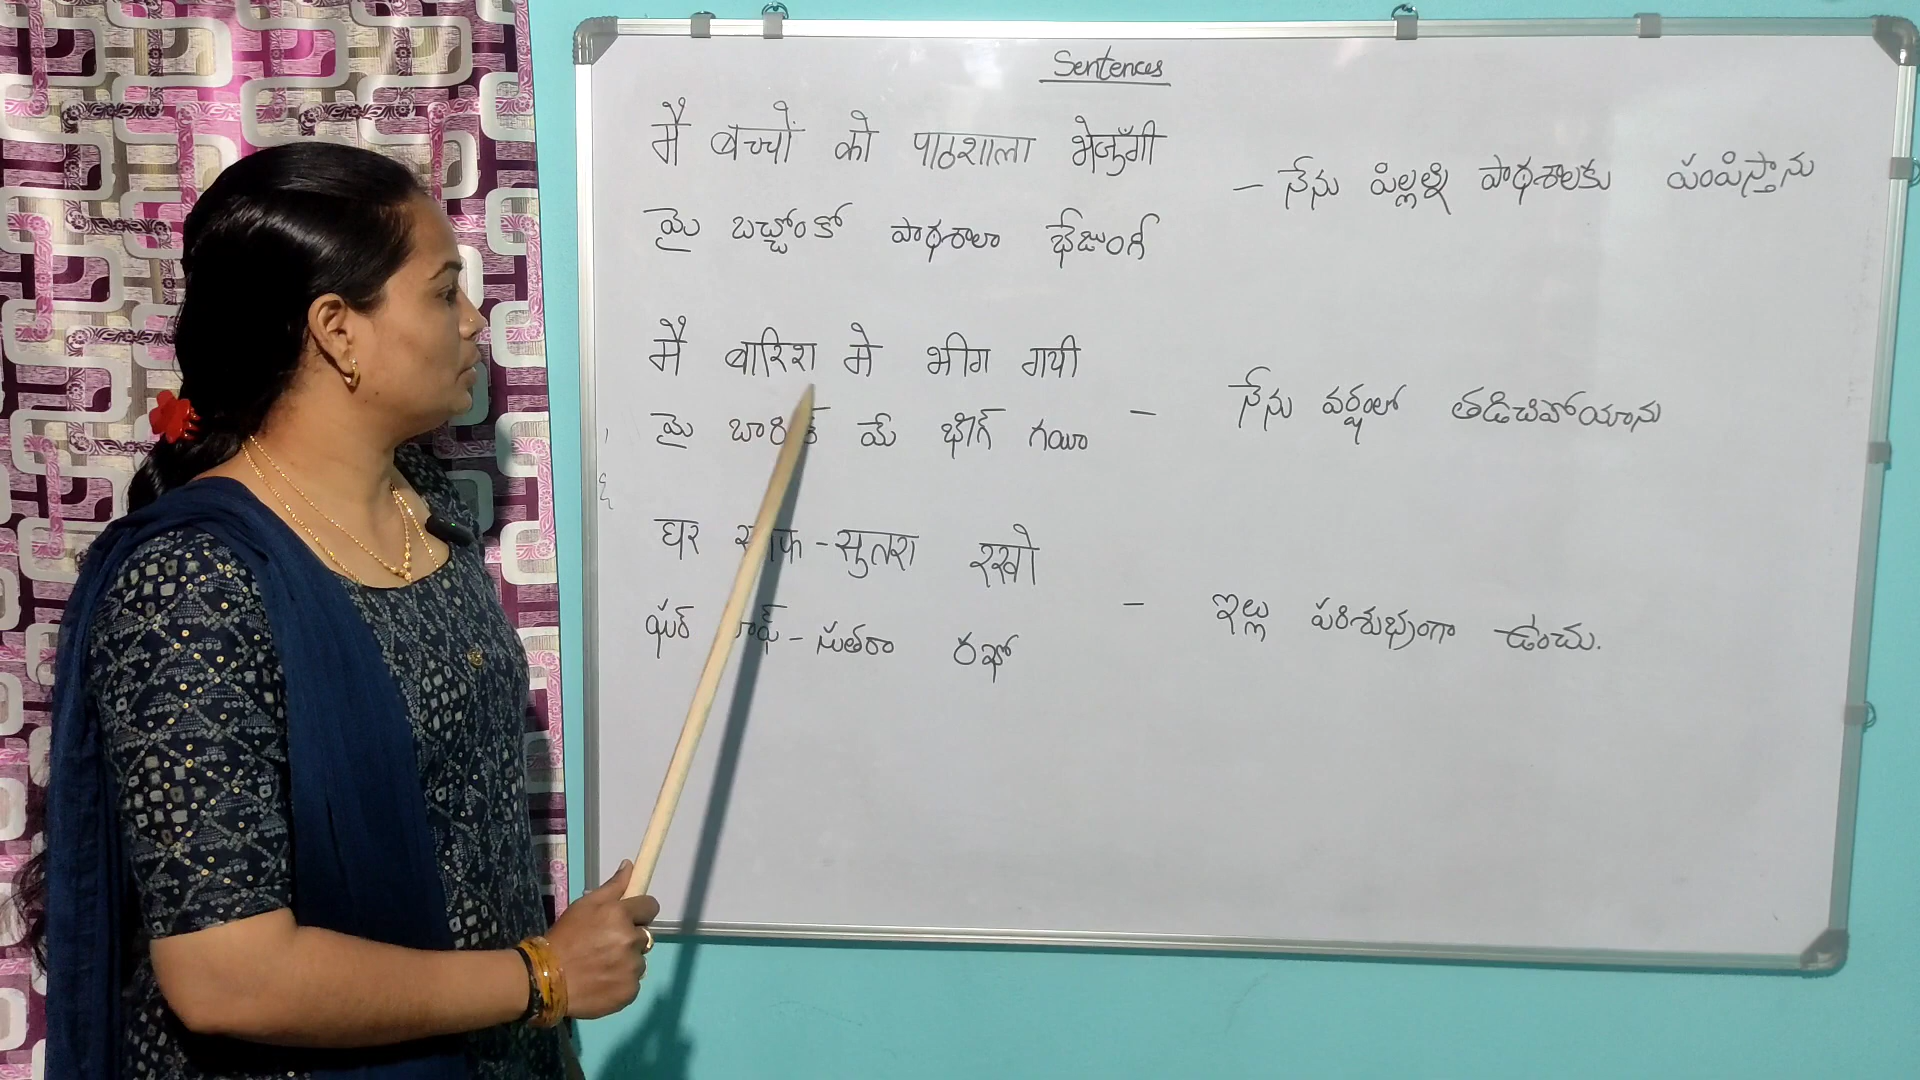 Sentences
मै बच्चों को पाठशाला भेजुँगी
- నేను పిల్లల్ని పాఠశాలకు పంపిస్తాను
మై బచ్చోంకో పాఠశాలా భేజుంగీ
मै बारिश मे भीग गयी
- నేను వర్షంలో తడిచిపోయాను
మై మే భీగ్ గయీ
घर -सुतरा रखो
- ఇల్లు పరిశుభ్రంగా ఉంచు.
ఘర్ - సుతరా రఖో